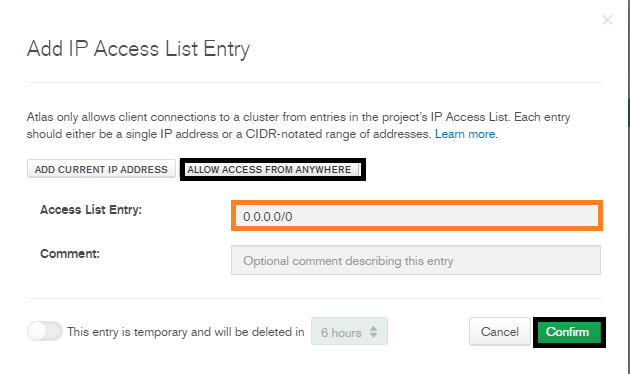 Add IP Access List Entry
Atlas only allows client connections to a cluster from entries in the project's IP Access List. Each entry
should either be a single IP address or a CIDR-notated range of addresses. Learn more.
ADD CURRENT IP ADDRESS ALLOW ACCESS FROM ANYWHERE
Access List Entry: 0.0.0.0/0
Comment: Optional comment describing this entry
This entry is temporary and will be deleted in 6 hours Cancel Confirm